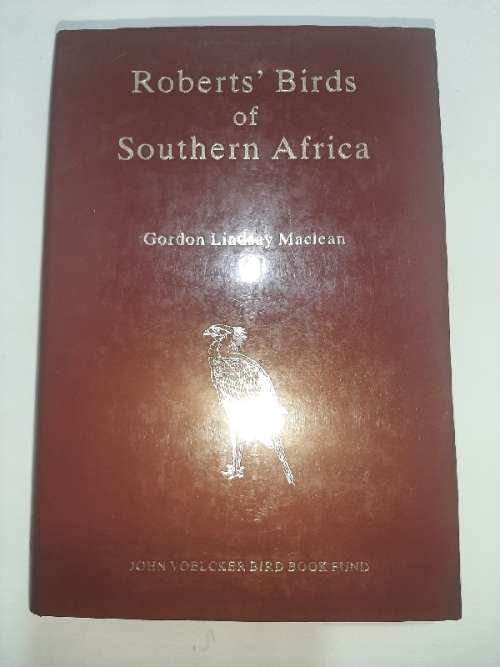 Roberts' Birds
of
Southern Africa
Gordon Lindsay Maclean
JOHN VOELCKER BIRD BOOK FUND